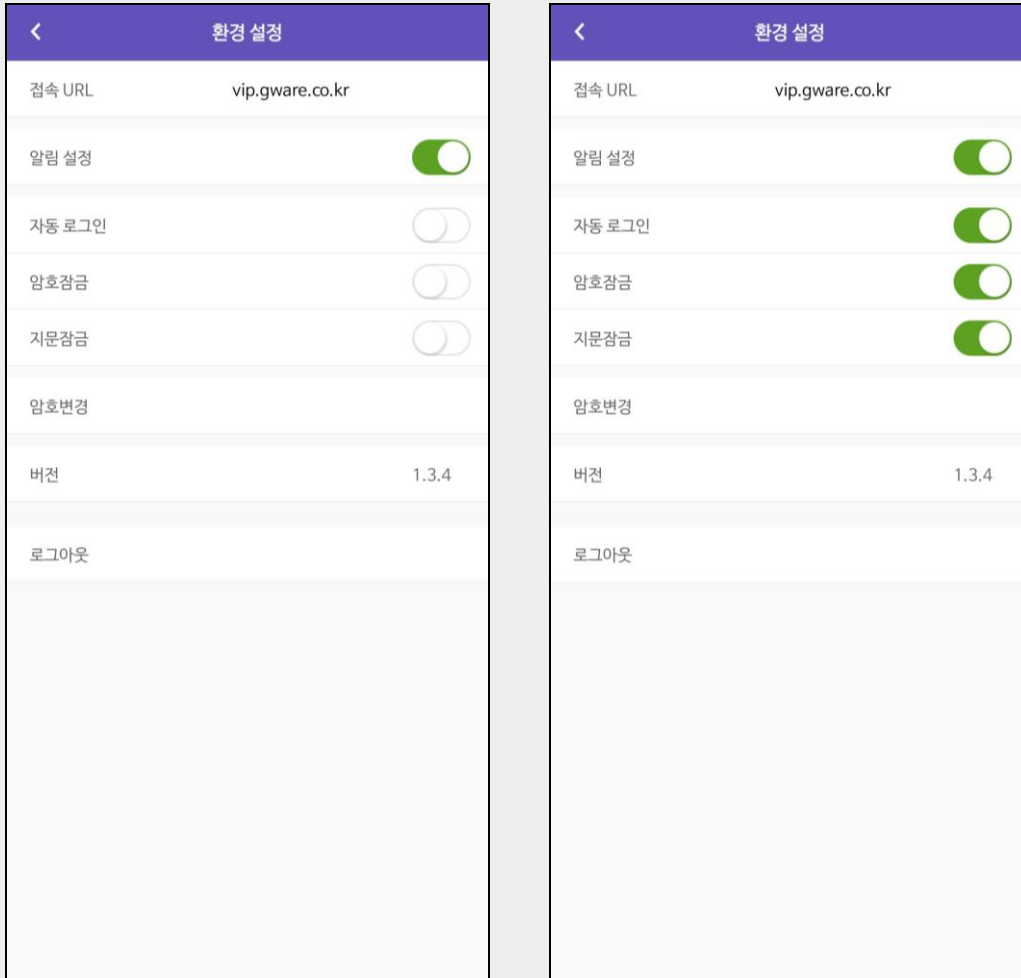 환경 설정
접속 URL vip.gware.co.kr
알림 설정
자동 로그인
암호잠금
지문잠금
암호변경
버전 1.3.4
로그아웃
환경 설정
접속 URL vip.gware.co.kr
알림 설정
자동 로그인
암호잠금
지문잠금
암호변경
버전 1.3.4
로그아웃